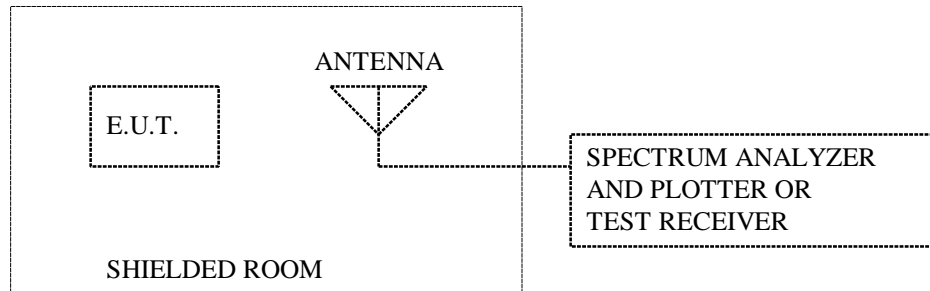 ANTENNA
E.U.T.
SPECTRUM ANALYZER
AND PLOTTER OR
TEST RECEIVER
SHIELDED ROOM